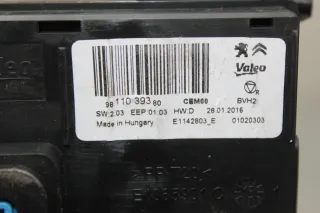 Valeo
98 110 393 80
CEM00
BVH2
SW:2.03 EEP:01:03 HW:D 28.01.2016
Made in Hungary E1142603_E 01020303